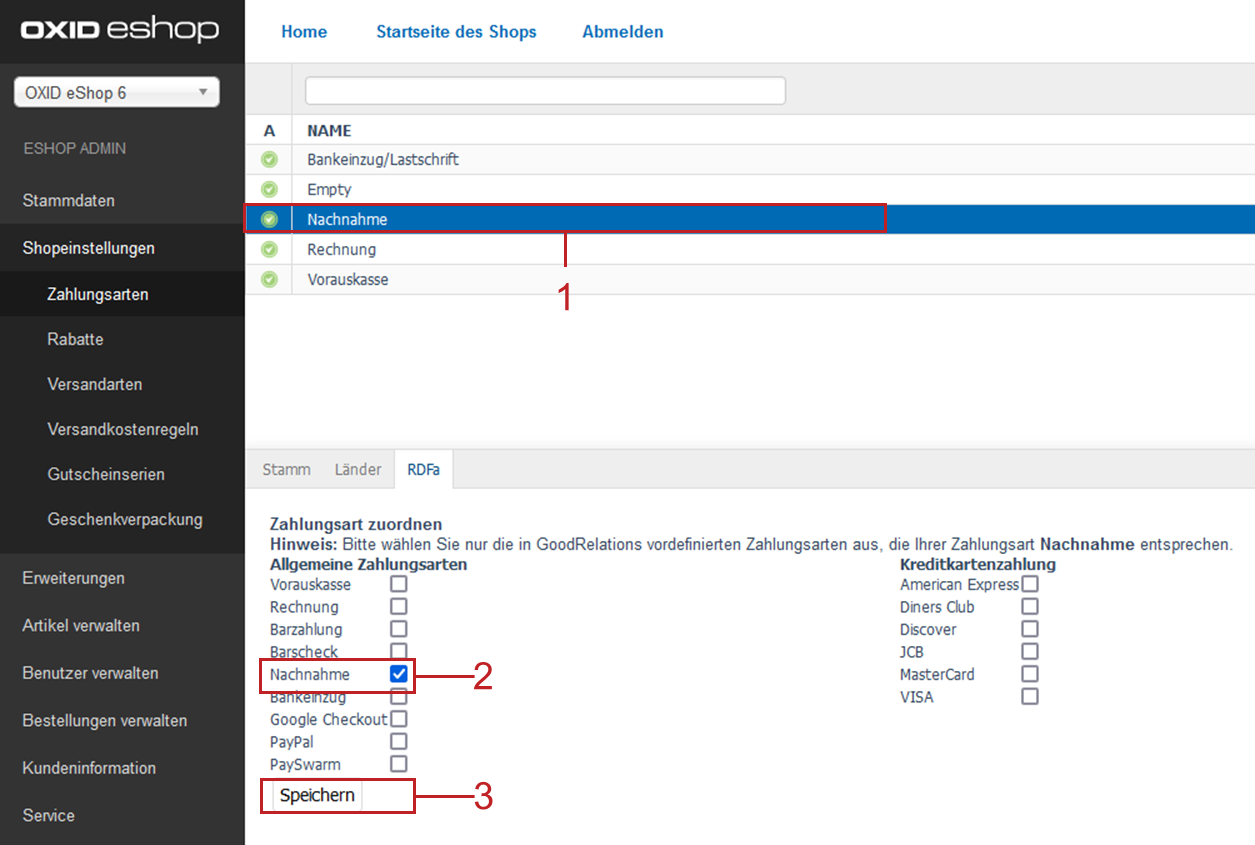 OXID eshop
Home Startseite des Shops Abmelden
OXID eShop 6
ESHOP ADMIN
Stammdaten
Shopeinstellungen
Zahlungsarten
Rabatte
Versandarten
Versandkostenregeln
Gutscheinserien
Geschenkverpackung
Erweiterungen
Artikel verwalten
Benutzer verwalten
Bestellungen verwalten
Kundeninformation
Service
A NAME
Bankeinzug/Lastschrift
Empty
Nachnahme
Rechnung
Vorauskasse
1
Stamm Länder RDFa
Zahlungsart zuordnen
Hinweis: Bitte wählen Sie nur die in GoodRelations vordefinierten Zahlungsarten aus, die Ihrer Zahlungsart Nachnahme entsprechen.
Allgemeine Zahlungsarten
Vorauskasse
Rechnung
Barzahlung
Barscheck
Nachnahme
2
Bankeinzug
Google Checkout
PayPal
PaySwarm
Speichern
3
Kreditkartenzahlung
American Express
Diners Club
Discover
JCB
MasterCard
VISA